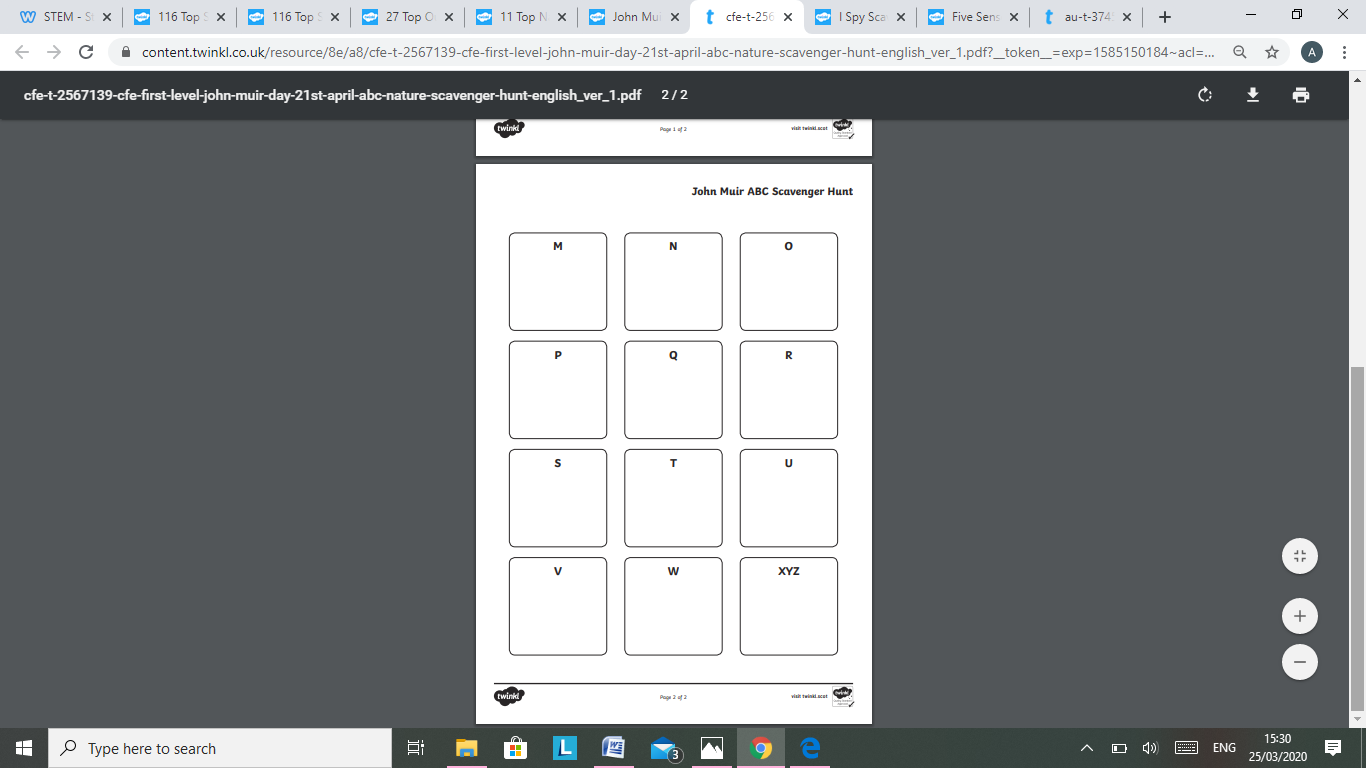 STEM - S
116 Top S
116 Top S
27 Top O
11 Top N
John Mui
cfe-t-256
I Spy Sca
Five Sens
au-t-3745
content.twinkl.co.uk/resource/8e/a8/cfe-t-2567139-cfe-first-level-john-muir-day-21st-april-abc-nature-scavenger-hunt-english_ver_1.pdf?__token__=exp=1585150184~acl=...
A
cfe-t-2567139-cfe-first-level-john-muir-day-21st-april-abc-nature-scavenger-hunt-english_ver_1.pdf 2 / 2
twinkl Page 1 of 2 visit twinkl.scot twinkl
John Muir ABC Scavenger Hunt
M N O
P Q R
S T U
V W XYZ
twinkl Page 2 of 2 visit twinkl.scot twinkl
Type here to search
L
W
3
ENG
15:30
25/03/2020